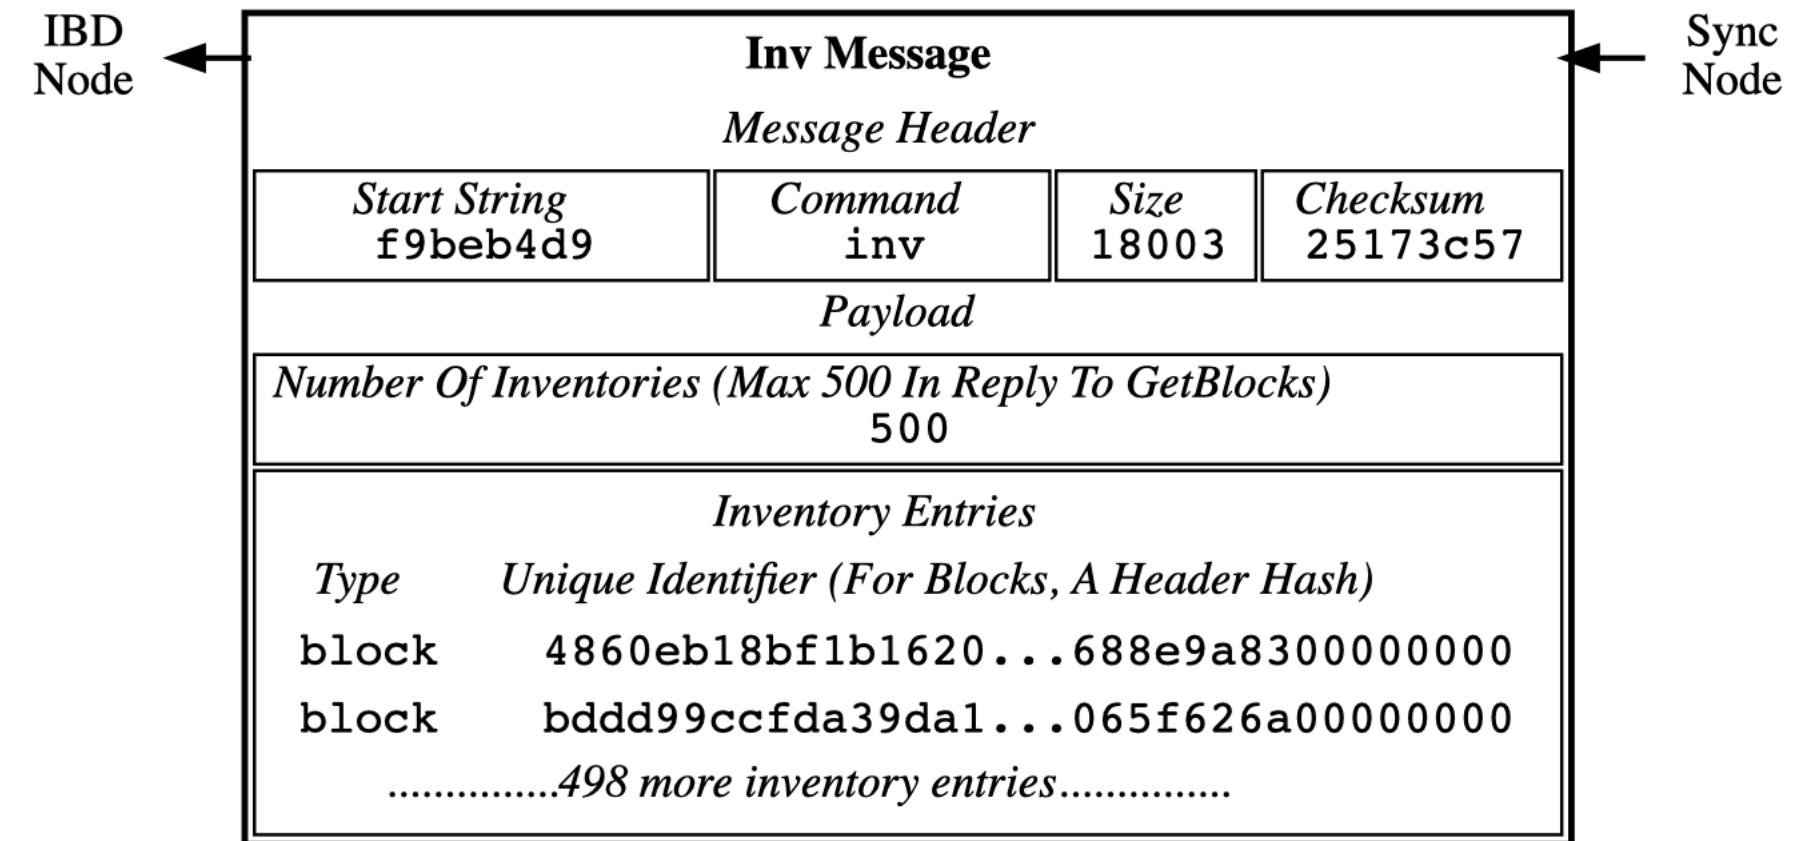 IBD
Node
Sync
Node
Inv Message
Message Header
Start String Command Size Checksum
f9beb4d9 inv 18003 25173c57
Payload
Number Of Inventories (Max 500 In Reply To GetBlocks)
500
Inventory Entries
Type Unique Identifier (For Blocks, A Header Hash)
block 4860eb18bf1b1620...688e9a8300000000
block bddd99ccfda39da1...065f626a00000000
...............498 more inventory entries...............